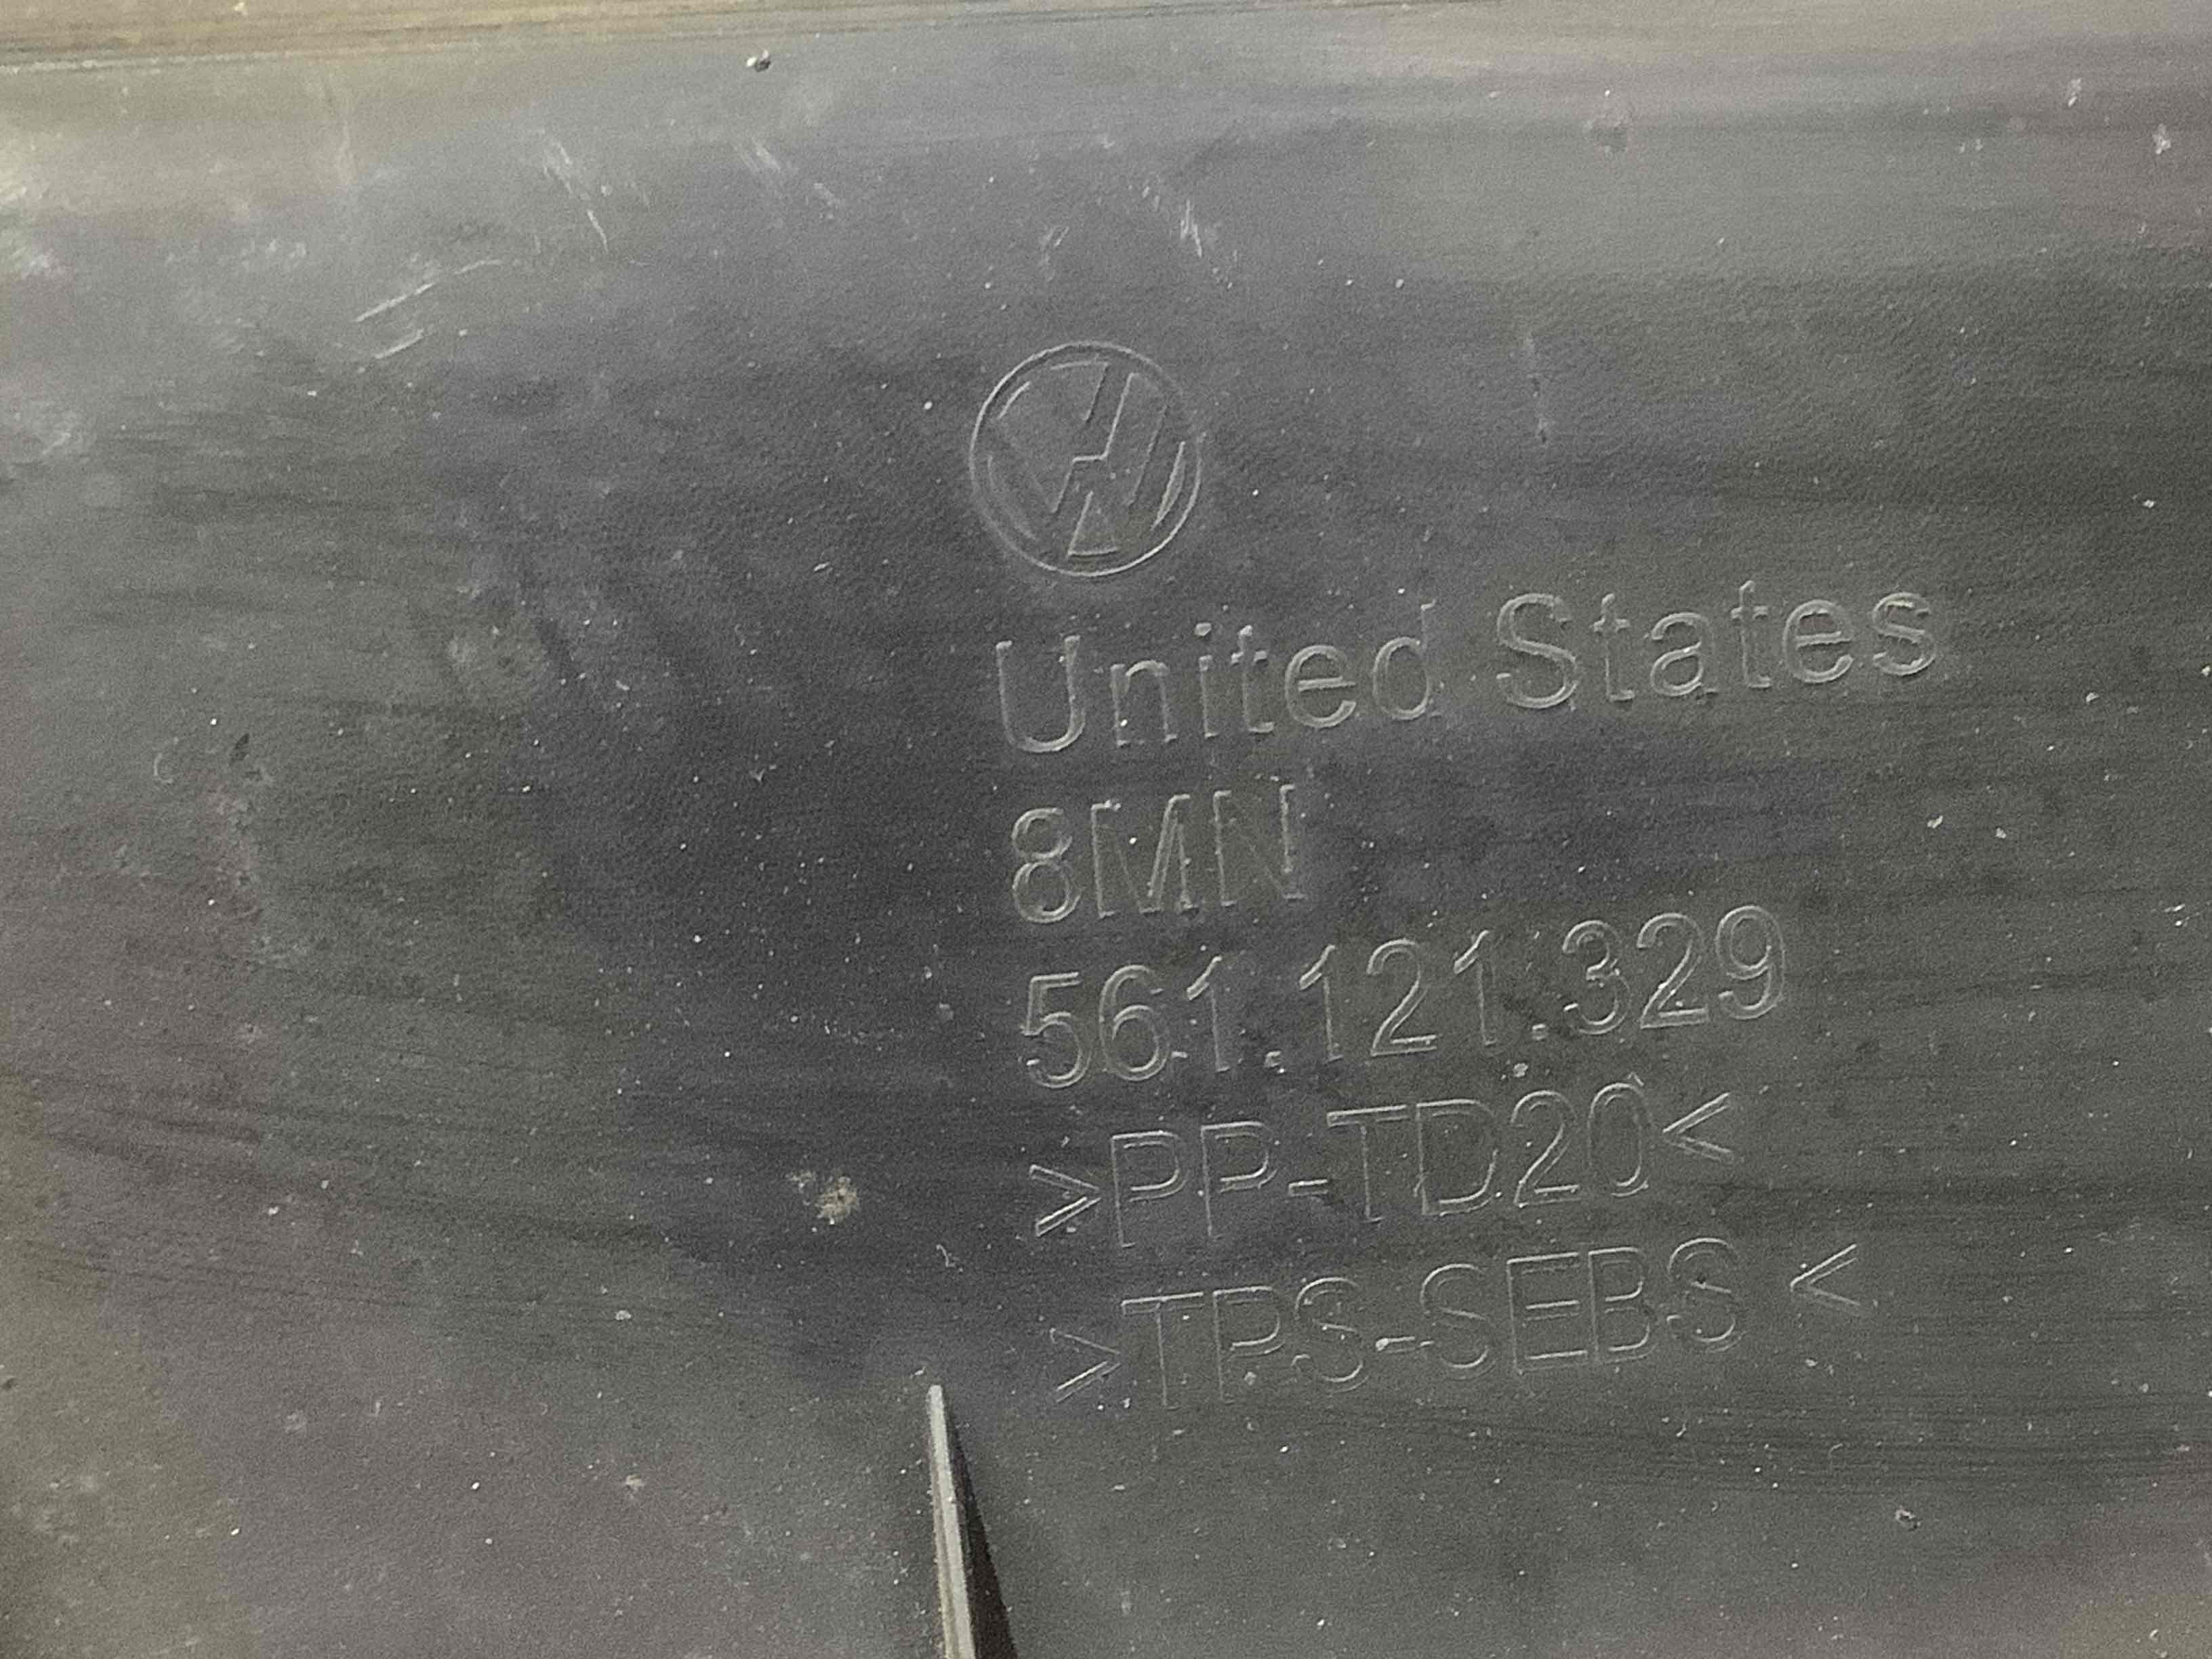 United States
8MN
561.121.329
>PP-TD20<
>TPS-SEBS <